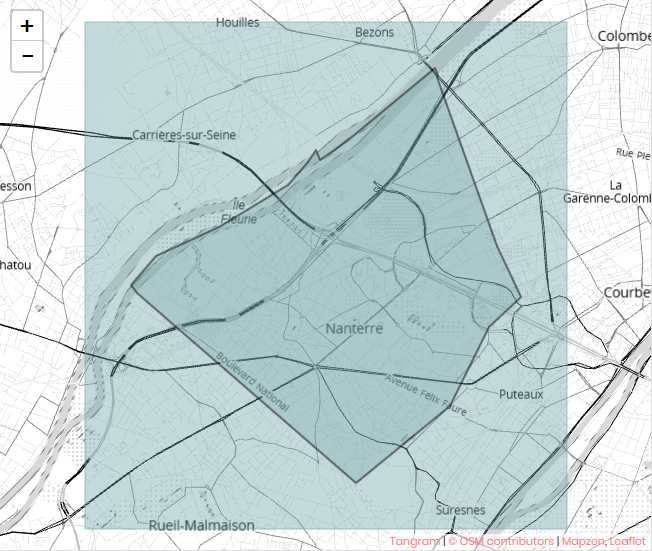 +
−
Houilles
Bezons
Colombe
Carrières-sur-Seine
Rue Ple
esson
La
Garenne-Colomb
Île
Fleurie
hatou
Courbe
Nanterre
Boulevard National
Avenue Félix Faure
Puteaux
Suresnes
Rueil-Malmaison
Tangram | © OSM contributors | Mapzen, Leaflet